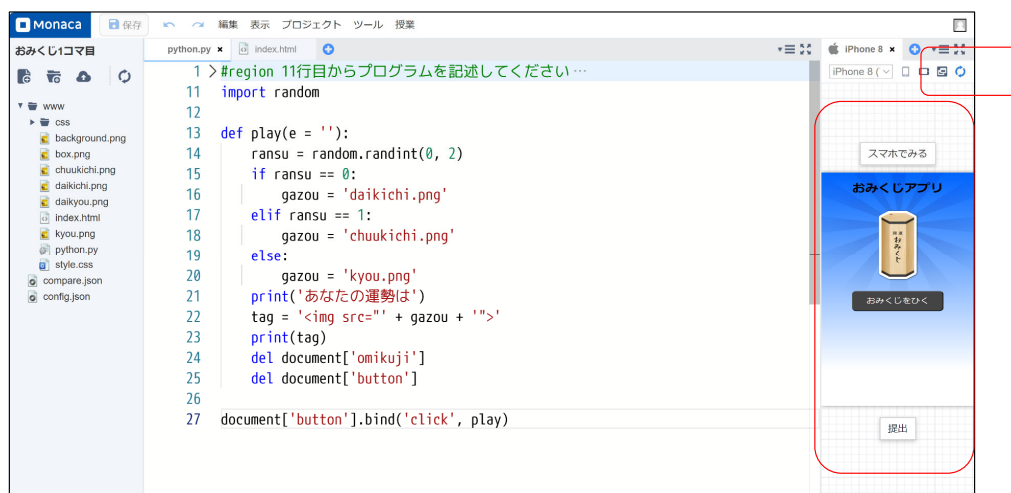 Monaca 保存 編集 表示 プロジェクト ツール 授業
おみくじ1コマ目
python.py × index.html
iPhone 8 ×
iPhone 8 (
www
css
background.png
box.png
chuukichi.png
daikichi.png
daikyou.png
index.html
kyou.png
python.py
style.css
compare.json
config.json
1 #region 11行目からプログラムを記述してください…
11 import random
12
13 def play(e = ''):
14 ransu = random.randint(0, 2)
15 if ransu == 0:
16 gazou = 'daikichi.png'
17 elif ransu == 1:
18 gazou = 'chuukichi.png'
19 else:
20 gazou = 'kyou.png'
21 print('あなたの運勢は')
22 tag = '<img src="' + gazou + '">'
23 print(tag)
24 del document['omikuji']
25 del document['button']
26
27 document['button'].bind('click', play)
スマホでみる
おみくじアプリ
おみくじ
おみくじをひく
提出